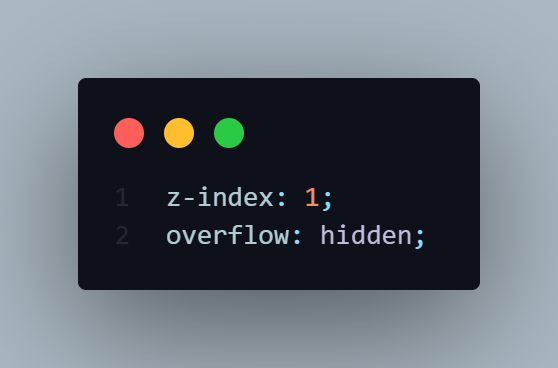 1 z-index: 1;
2 overflow: hidden;